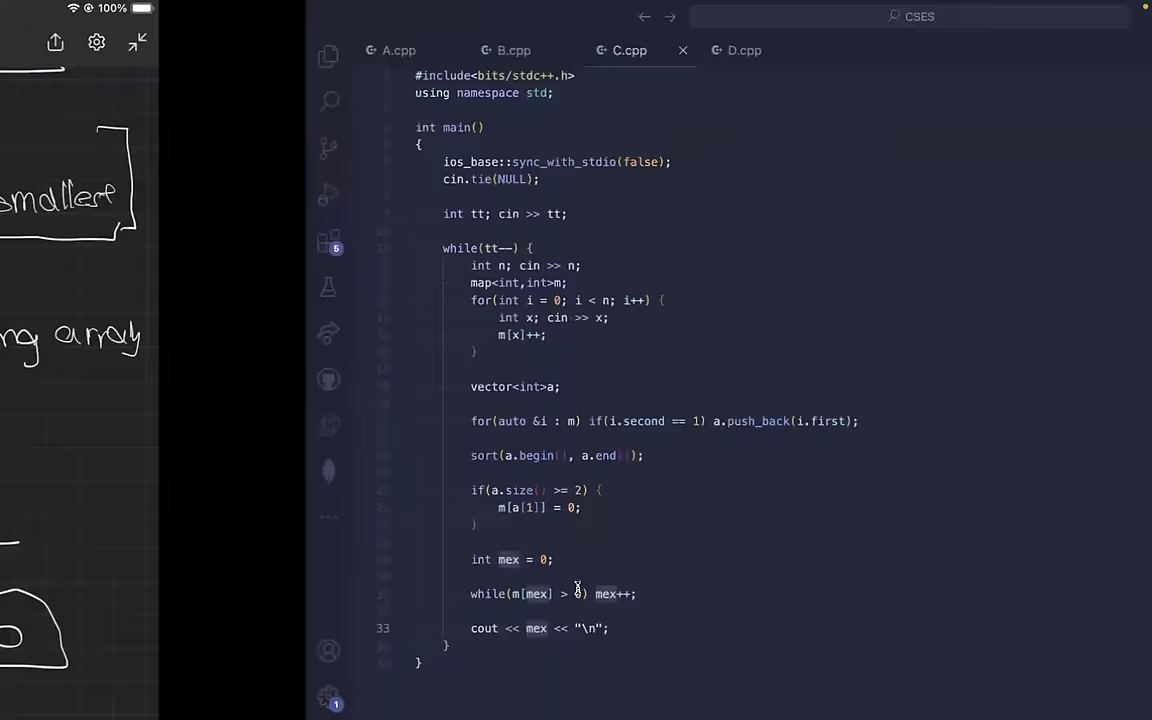 100%
smallest
ng array
CSES
A.cpp
B.cpp
C.cpp
D.cpp
#include<bits/stdc++.h>
using namespace std;
int main()
{
ios_base::sync_with_stdio(false);
cin.tie(NULL);
int tt; cin >> tt;
while(tt--) {
int n; cin >> n;
map<int,int>m;
for(int i = 0; i < n; i++) {
int x; cin >> x;
m[x]++;
}
vector<int>a;
for(auto &i : m) if(i.second == 1) a.push_back(i.first);
sort(a.begin(), a.end());
if(a.size() >= 2) {
m[a[1]] = 0;
}
int mex = 0;
while(m[mex] > 0) mex++;
33 cout << mex << "\n";
}
}
5
1